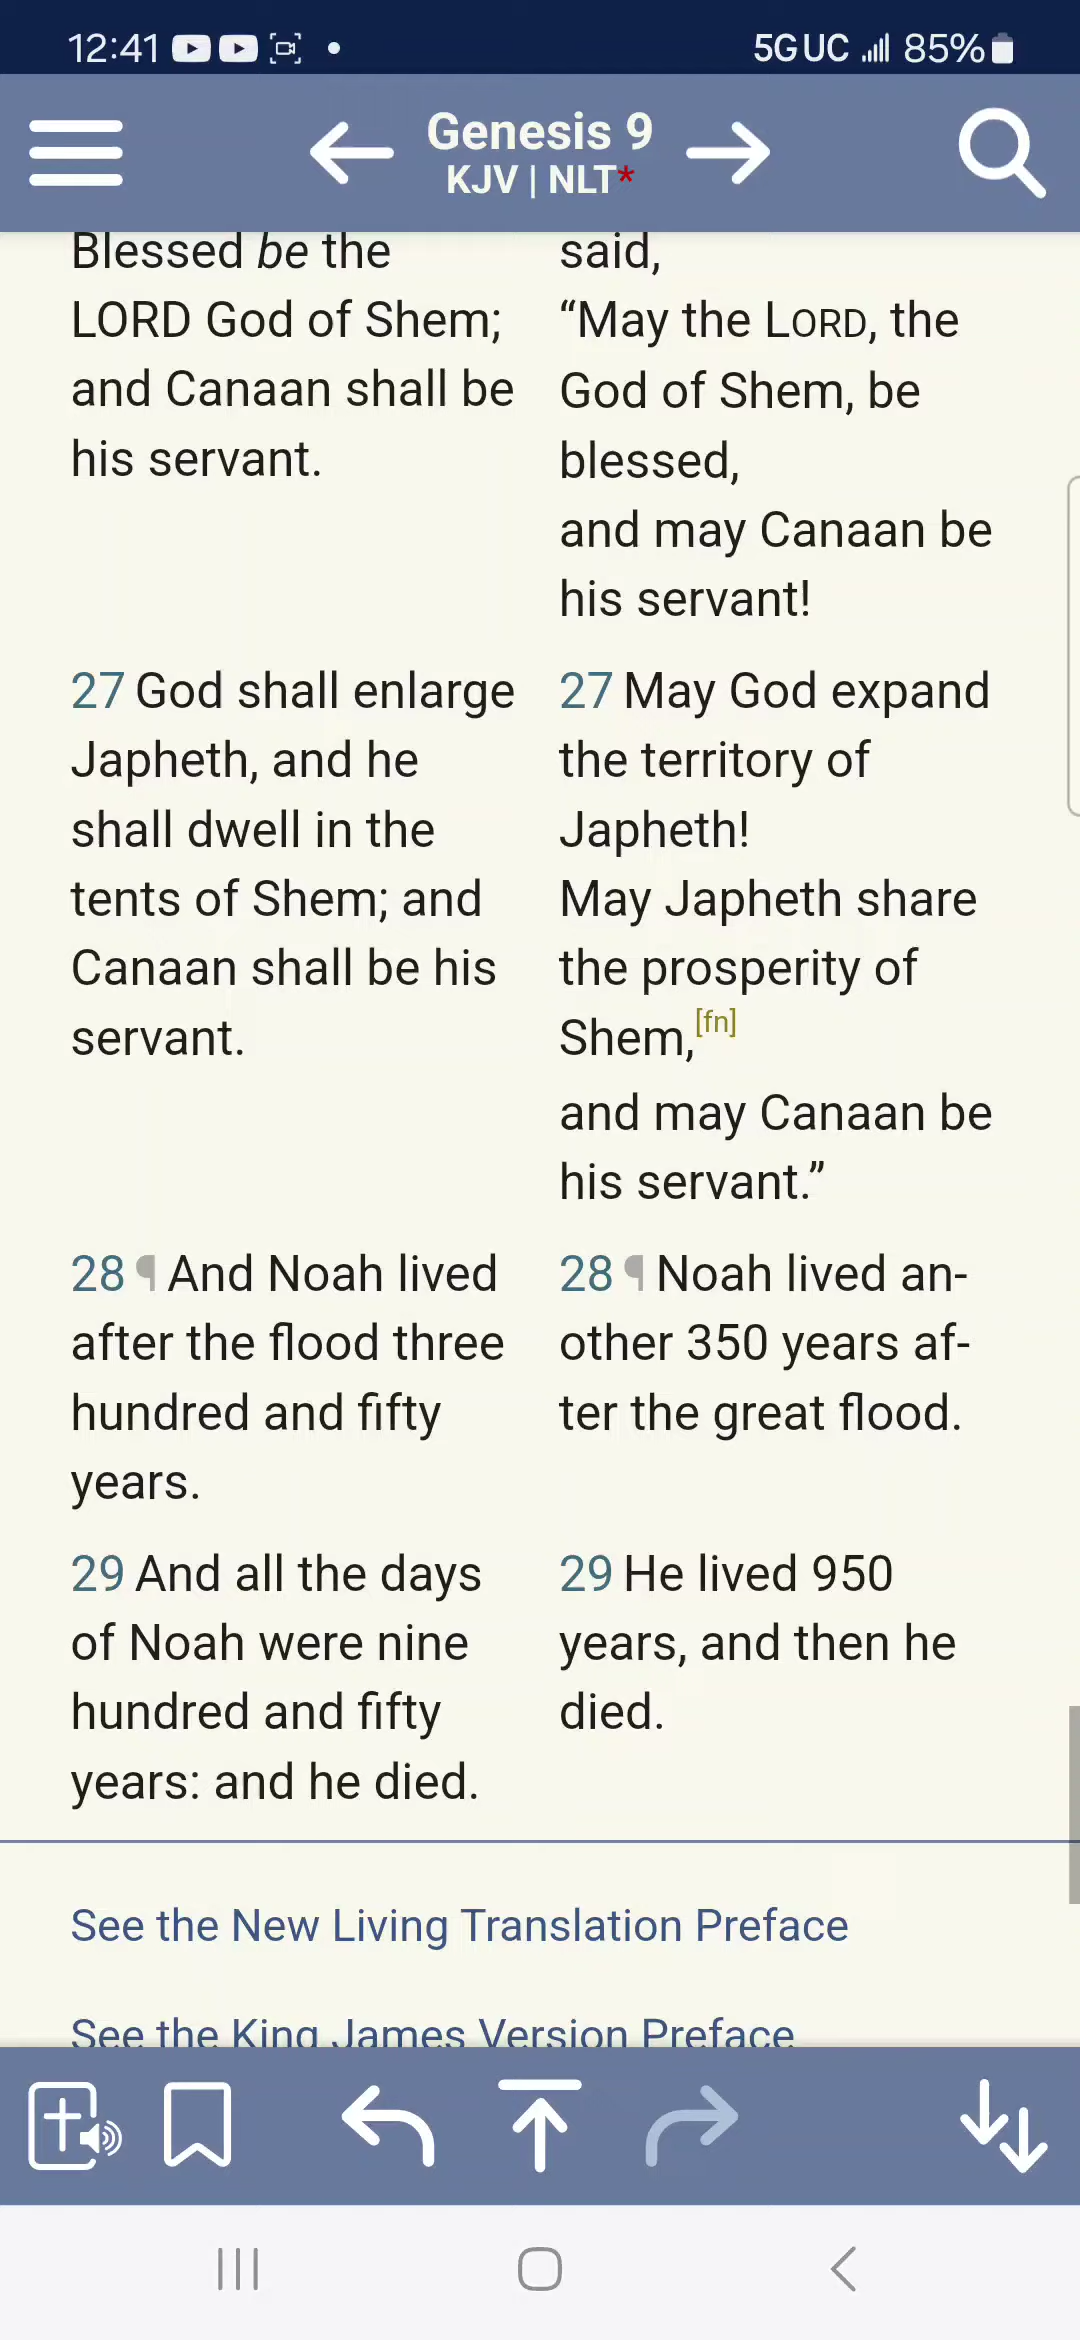 12:41
5G UC 85%
Genesis 9
KJV | NLT*
Blessed be the
LORD God of Shem;
and Canaan shall be
his servant.
said,
“May the LORD, the
God of Shem, be
blessed,
and may Canaan be
his servant!
27 God shall enlarge
Japheth, and he
shall dwell in the
tents of Shem; and
Canaan shall be his
servant.
27 May God expand
the territory of
Japheth!
May Japheth share
the prosperity of
Shem,[fn]
and may Canaan be
his servant.”
28 ¶ And Noah lived
after the flood three
hundred and fifty
years.
28 ¶ Noah lived an-
other 350 years af-
ter the great flood.
29 And all the days
of Noah were nine
hundred and fifty
years: and he died.
29 He lived 950
years, and then he
died.
See the New Living Translation Preface
See the King James Version Preface